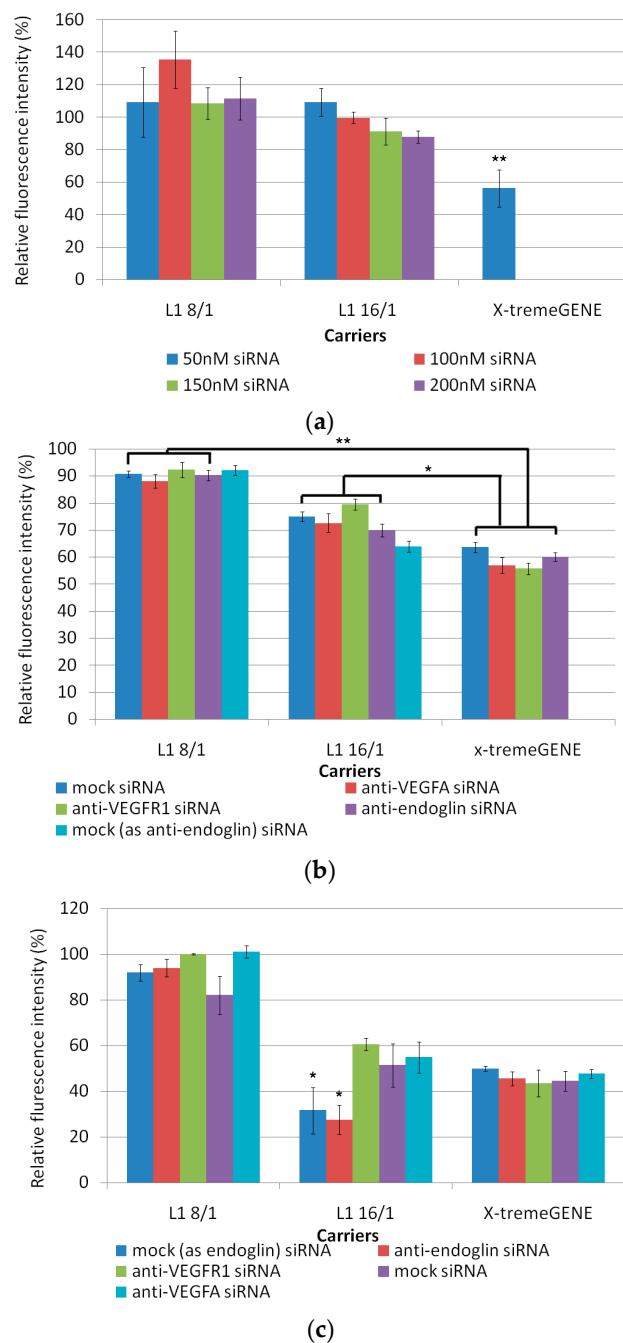 Relative fluorescence intensity (%)
160
140
120
100
80
60
40
20
0
**
L1 8/1
L1 16/1
X-tremeGENE
Carriers
50nM siRNA
100nM siRNA
150nM siRNA
200nM siRNA
(a)
Relative fluorescence intensity (%)
100
90
80
70
60
50
40
30
20
10
0
**
*
L1 8/1
L1 16/1
x-tremeGENE
Carriers
mock siRNA
anti-VEGFA siRNA
anti-VEGFR1 siRNA
anti-endoglin siRNA
mock (as anti-endoglin) siRNA
(b)
Relative flurescence intensity (%)
120
100
80
60
40
20
0
*
*
L1 8/1
L1 16/1
X-tremeGENE
Carriers
mock (as endoglin) siRNA
anti-endoglin siRNA
anti-VEGFR1 siRNA
mock siRNA
anti-VEGFA siRNA
(c)